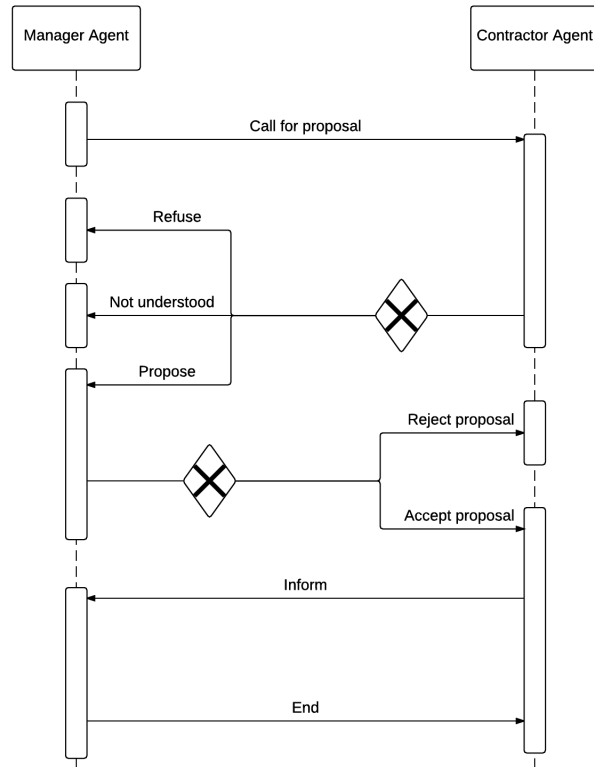 Manager Agent
Contractor Agent
Call for proposal
Refuse
Not understood
Propose
Reject proposal
Accept proposal
Inform
End